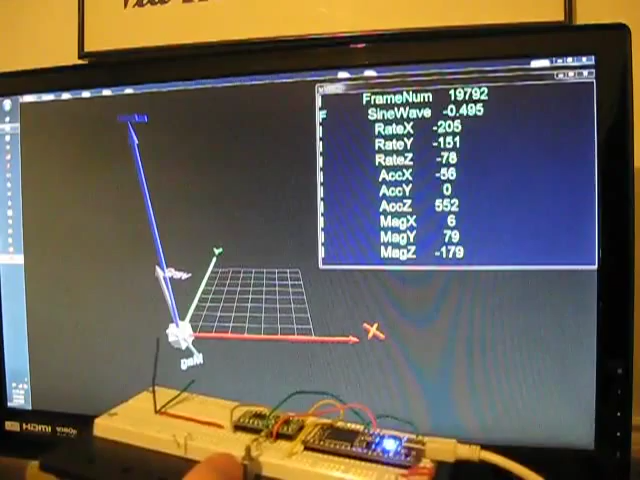 FrameNum 19792
SineWave -0.495
RateX -205
RateY -151
RateZ -78
AccX -56
AccY 0
AccZ 552
MagX 6
MagY 79
MagZ -179
Y
X
HDMI